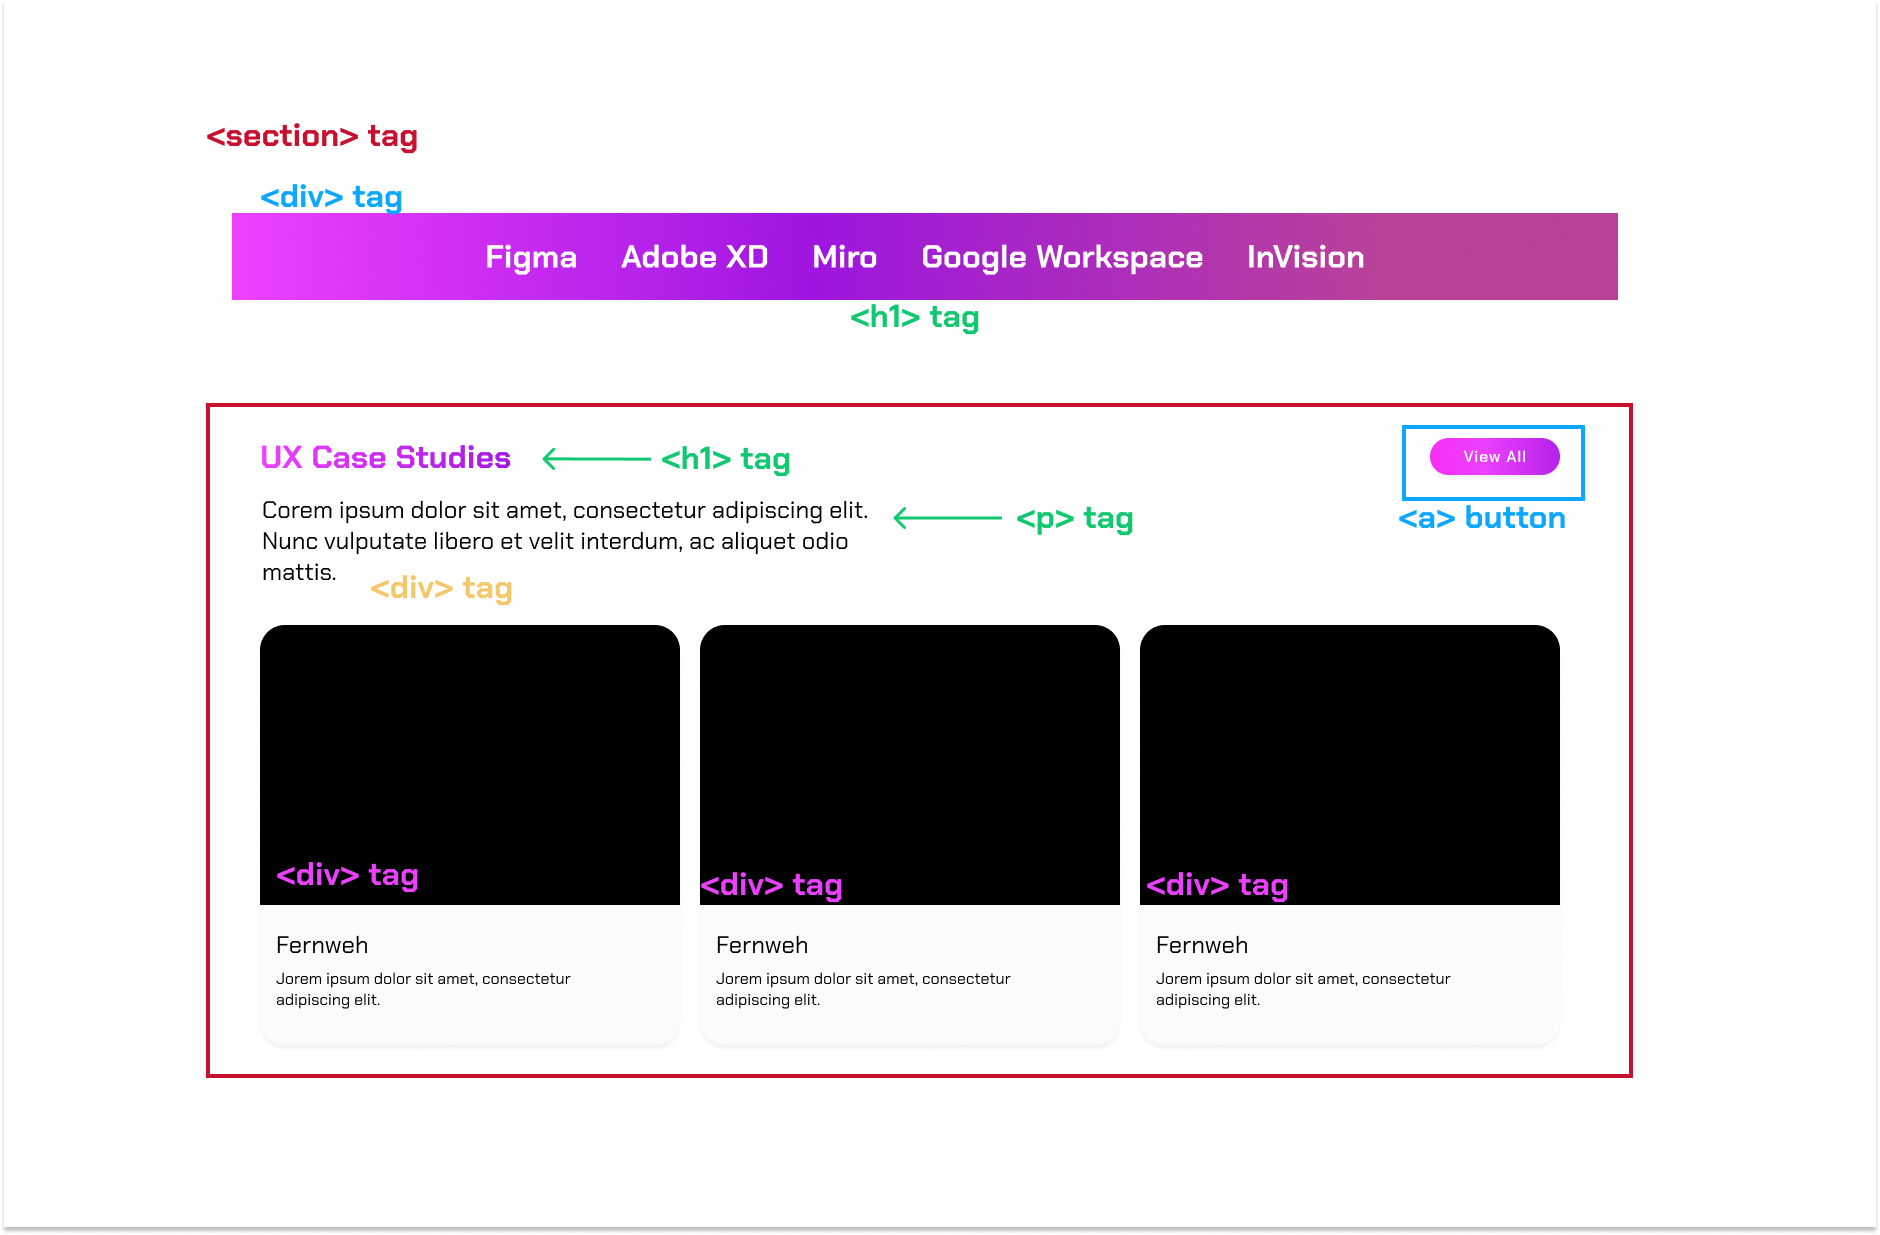 <section> tag
<div> tag
Figma Adobe XD Miro Google Workspace InVision
<h1> tag
UX Case Studies
<h1> tag
View All
Corem ipsum dolor sit amet, consectetur adipiscing elit.
Nunc vulputate libero et velit interdum, ac aliquet odio
mattis.
<p> tag
<a> button
<div> tag
<div> tag
Fernweh
Jorem ipsum dolor sit amet, consectetur
adipiscing elit.
<div> tag
Fernweh
Jorem ipsum dolor sit amet, consectetur
adipiscing elit.
<div> tag
Fernweh
Jorem ipsum dolor sit amet, consectetur
adipiscing elit.